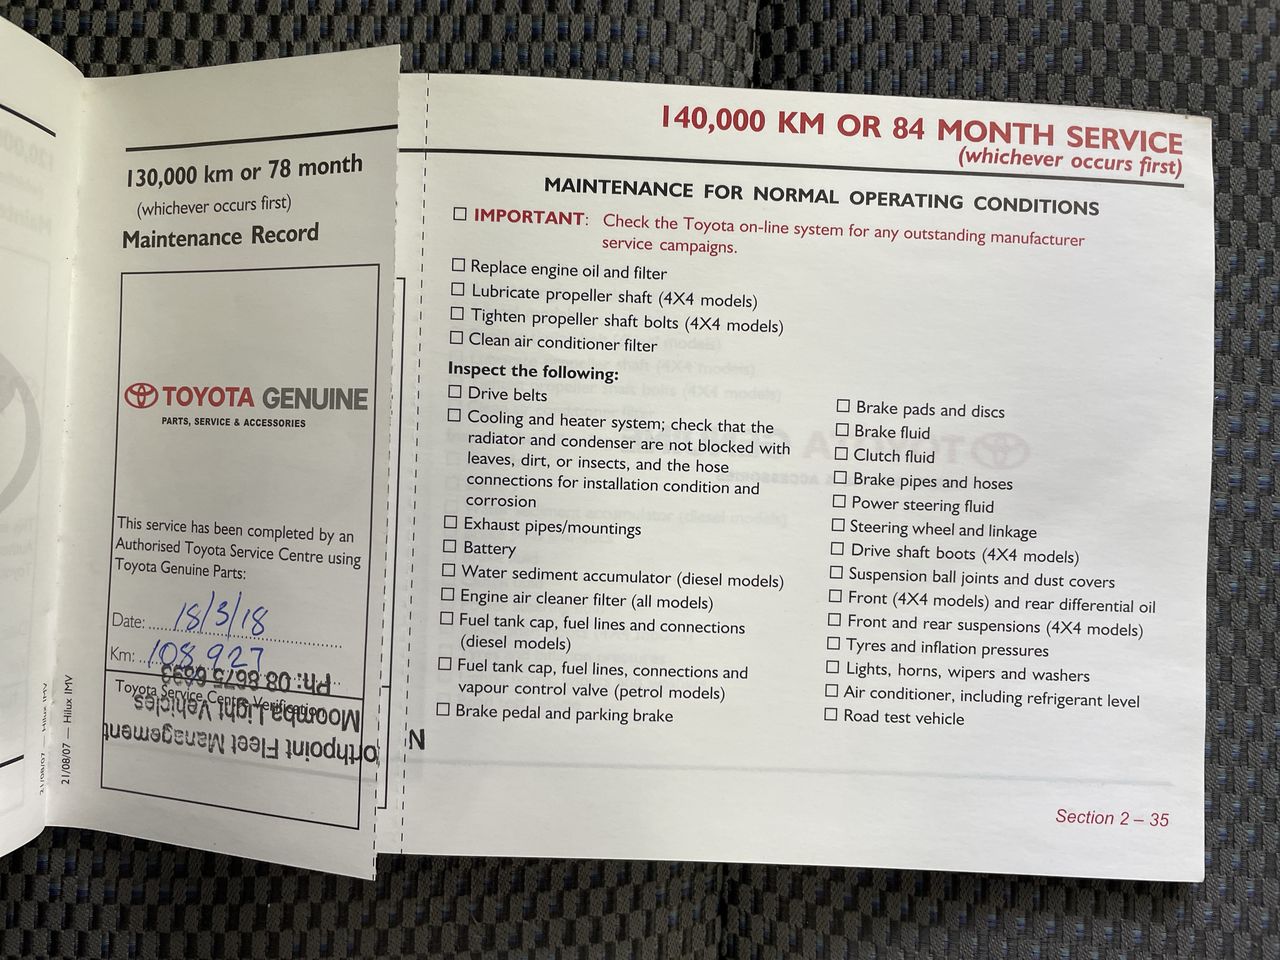 130,000 km or 78 month
(whichever occurs first)
Maintenance Record
TOYOTA GENUINE
PARTS, SERVICE & ACCESSORIES
This service has been completed by an
Authorised Toyota Service Centre using
Toyota Genuine Parts:
Date: 18/3/18
Km: 108 927
Toyota Service Centre Verification
Northpoint Fleet Management
Moomba Light Vehicles
Ph: 08 8675 6693
21/08/07 — Hilux IMV
21/08/07 — Hilux IMV
140,000 KM OR 84 MONTH SERVICE
(whichever occurs first)
MAINTENANCE FOR NORMAL OPERATING CONDITIONS
IMPORTANT: Check the Toyota on-line system for any outstanding manufacturer
service campaigns.
Replace engine oil and filter
Lubricate propeller shaft (4X4 models)
Tighten propeller shaft bolts (4X4 models)
Clean air conditioner filter
Inspect the following:
Drive belts
Cooling and heater system; check that the
radiator and condenser are not blocked with
leaves, dirt, or insects, and the hose
connections for installation condition and
corrosion
Exhaust pipes/mountings
Battery
Water sediment accumulator (diesel models)
Engine air cleaner filter (all models)
Fuel tank cap, fuel lines and connections
(diesel models)
Fuel tank cap, fuel lines, connections and
vapour control valve (petrol models)
Brake pedal and parking brake
Brake pads and discs
Brake fluid
Clutch fluid
Brake pipes and hoses
Power steering fluid
Steering wheel and linkage
Drive shaft boots (4X4 models)
Suspension ball joints and dust covers
Front (4X4 models) and rear differential oil
Front and rear suspensions (4X4 models)
Tyres and inflation pressures
Lights, horns, wipers and washers
Air conditioner, including refrigerant level
Road test vehicle
Section 2 – 35